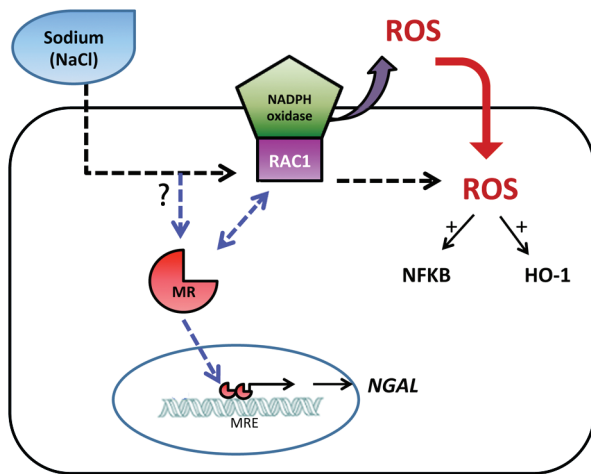 Sodium
(NaCl)
ROS
NADPH
oxidase
RAC1
?
ROS
+ +
NFKB HO-1
MR
NGAL
MRE